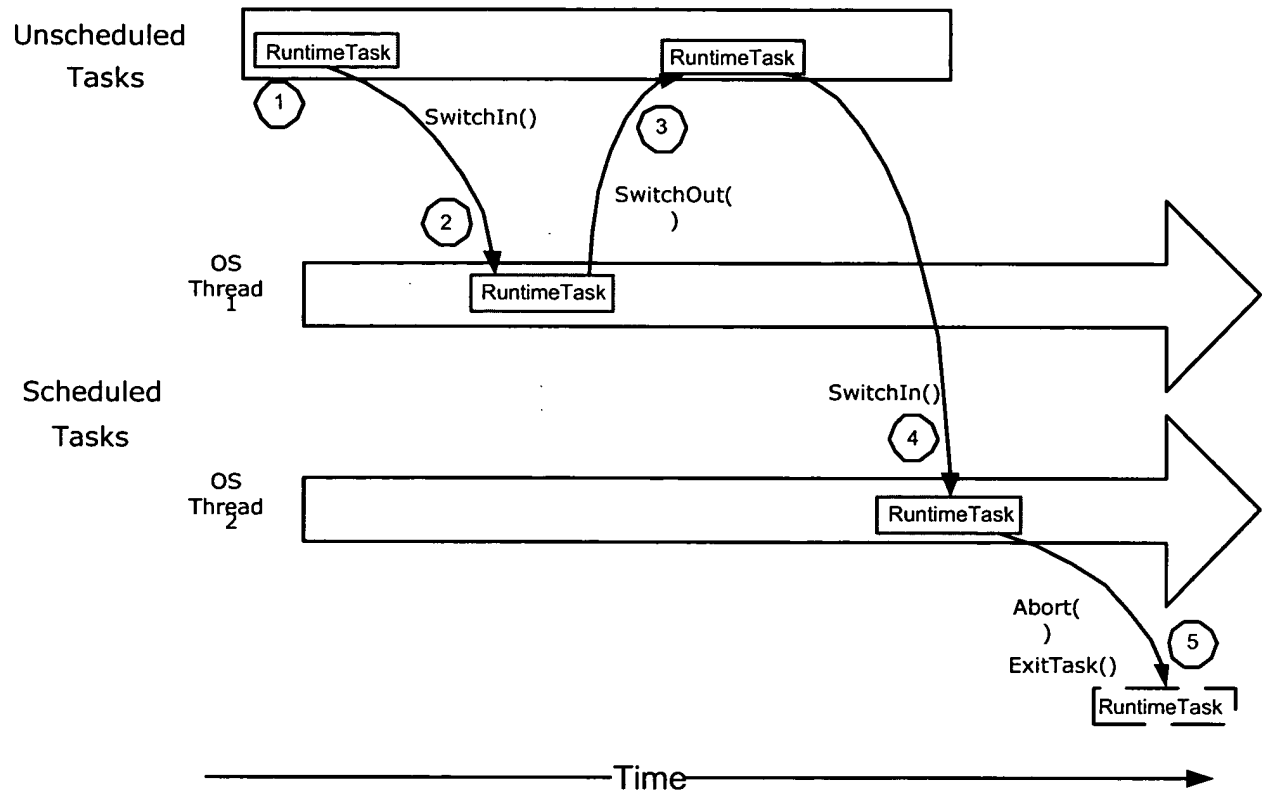 Unscheduled
Tasks
RuntimeTask
RuntimeTask
1
SwitchIn()
3
2
SwitchOut(
)
OS
Thread
1
RuntimeTask
Scheduled
Tasks
SwitchIn()
4
OS
Thread
2
RuntimeTask
Abort(
)
ExitTask()
5
RuntimeTask
Time